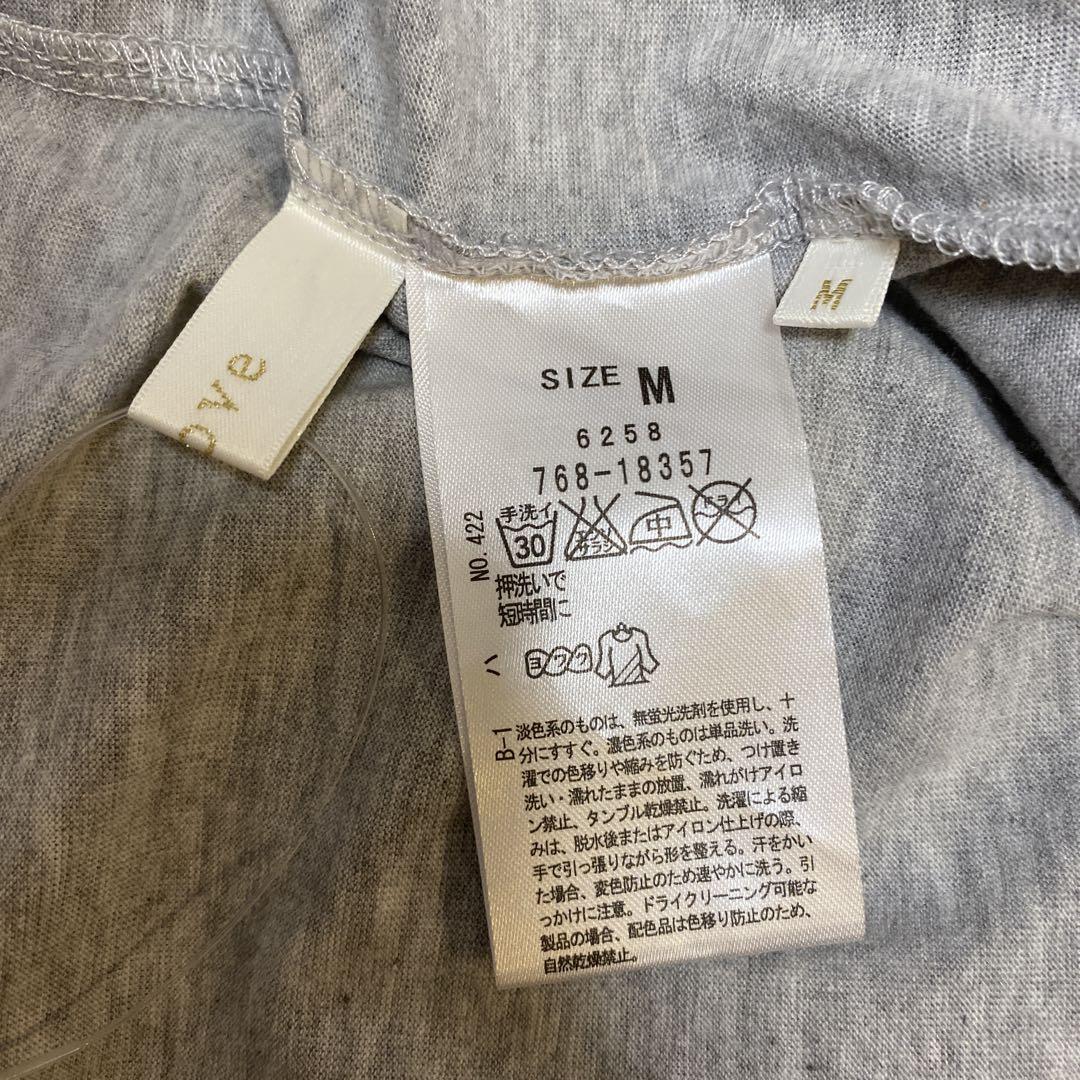 ove
SIZE M
6258
768-18357
NO. 422
手洗イ
30
エンソ
サラシ
中
ドライ
押洗いで
短時間に
ハ
ヨワク
B-1
淡色系のものは、無蛍光洗剤を使用し、十
分にすすぐ。濃色系のものは単品洗い。洗
濯での色移りや縮みを防ぐため、つけ置き
洗い・濡れたままの放置、濡れがけアイロ
ン禁止、タンブル乾燥禁止。洗濯による縮
みは、脱水後またはアイロン仕上げの際、
手で引っ張りながら形を整える。汗をかい
た場合、変色防止のため速やかに洗う。引
っかけに注意。ドライクリーニング可能な
製品の場合、配色品は色移り防止のため、
自然乾燥禁止。